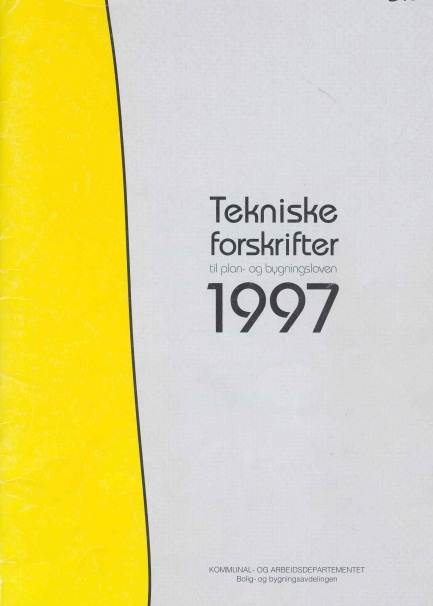 Tekniske
forskrifter
til plan- og bygningsloven
1997
KOMMUNAL- OG ARBEIDSDEPARTEMENTET
Bolig- og bygningsavdelingen